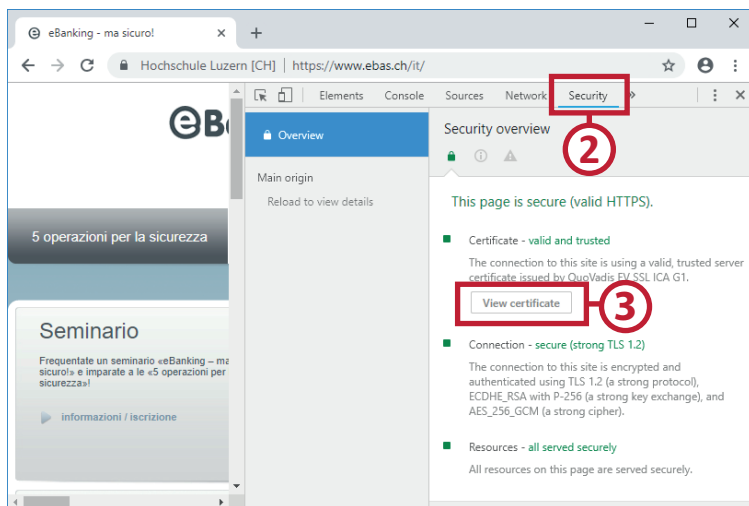 eBanking - ma sicuro!
Hochschule Luzern [CH] | https://www.ebas.ch/it/
Elements Console Sources Network Security »
2
eB
5 operazioni per la sicurezza
Seminario
Frequentate un seminario «eBanking – ma
sicuro!» e imparate a le «5 operazioni per
sicurezza»!
informazioni / iscrizione
Overview
Main origin
Reload to view details
Security overview
This page is secure (valid HTTPS).
Certificate - valid and trusted
The connection to this site is using a valid, trusted server
certificate issued by QuoVadis EV SSL ICA G1.
View certificate
3
Connection - secure (strong TLS 1.2)
The connection to this site is encrypted and
authenticated using TLS 1.2 (a strong protocol),
ECDHE_RSA with P-256 (a strong key exchange), and
AES_256_GCM (a strong cipher).
Resources - all served securely
All resources on this page are served securely.